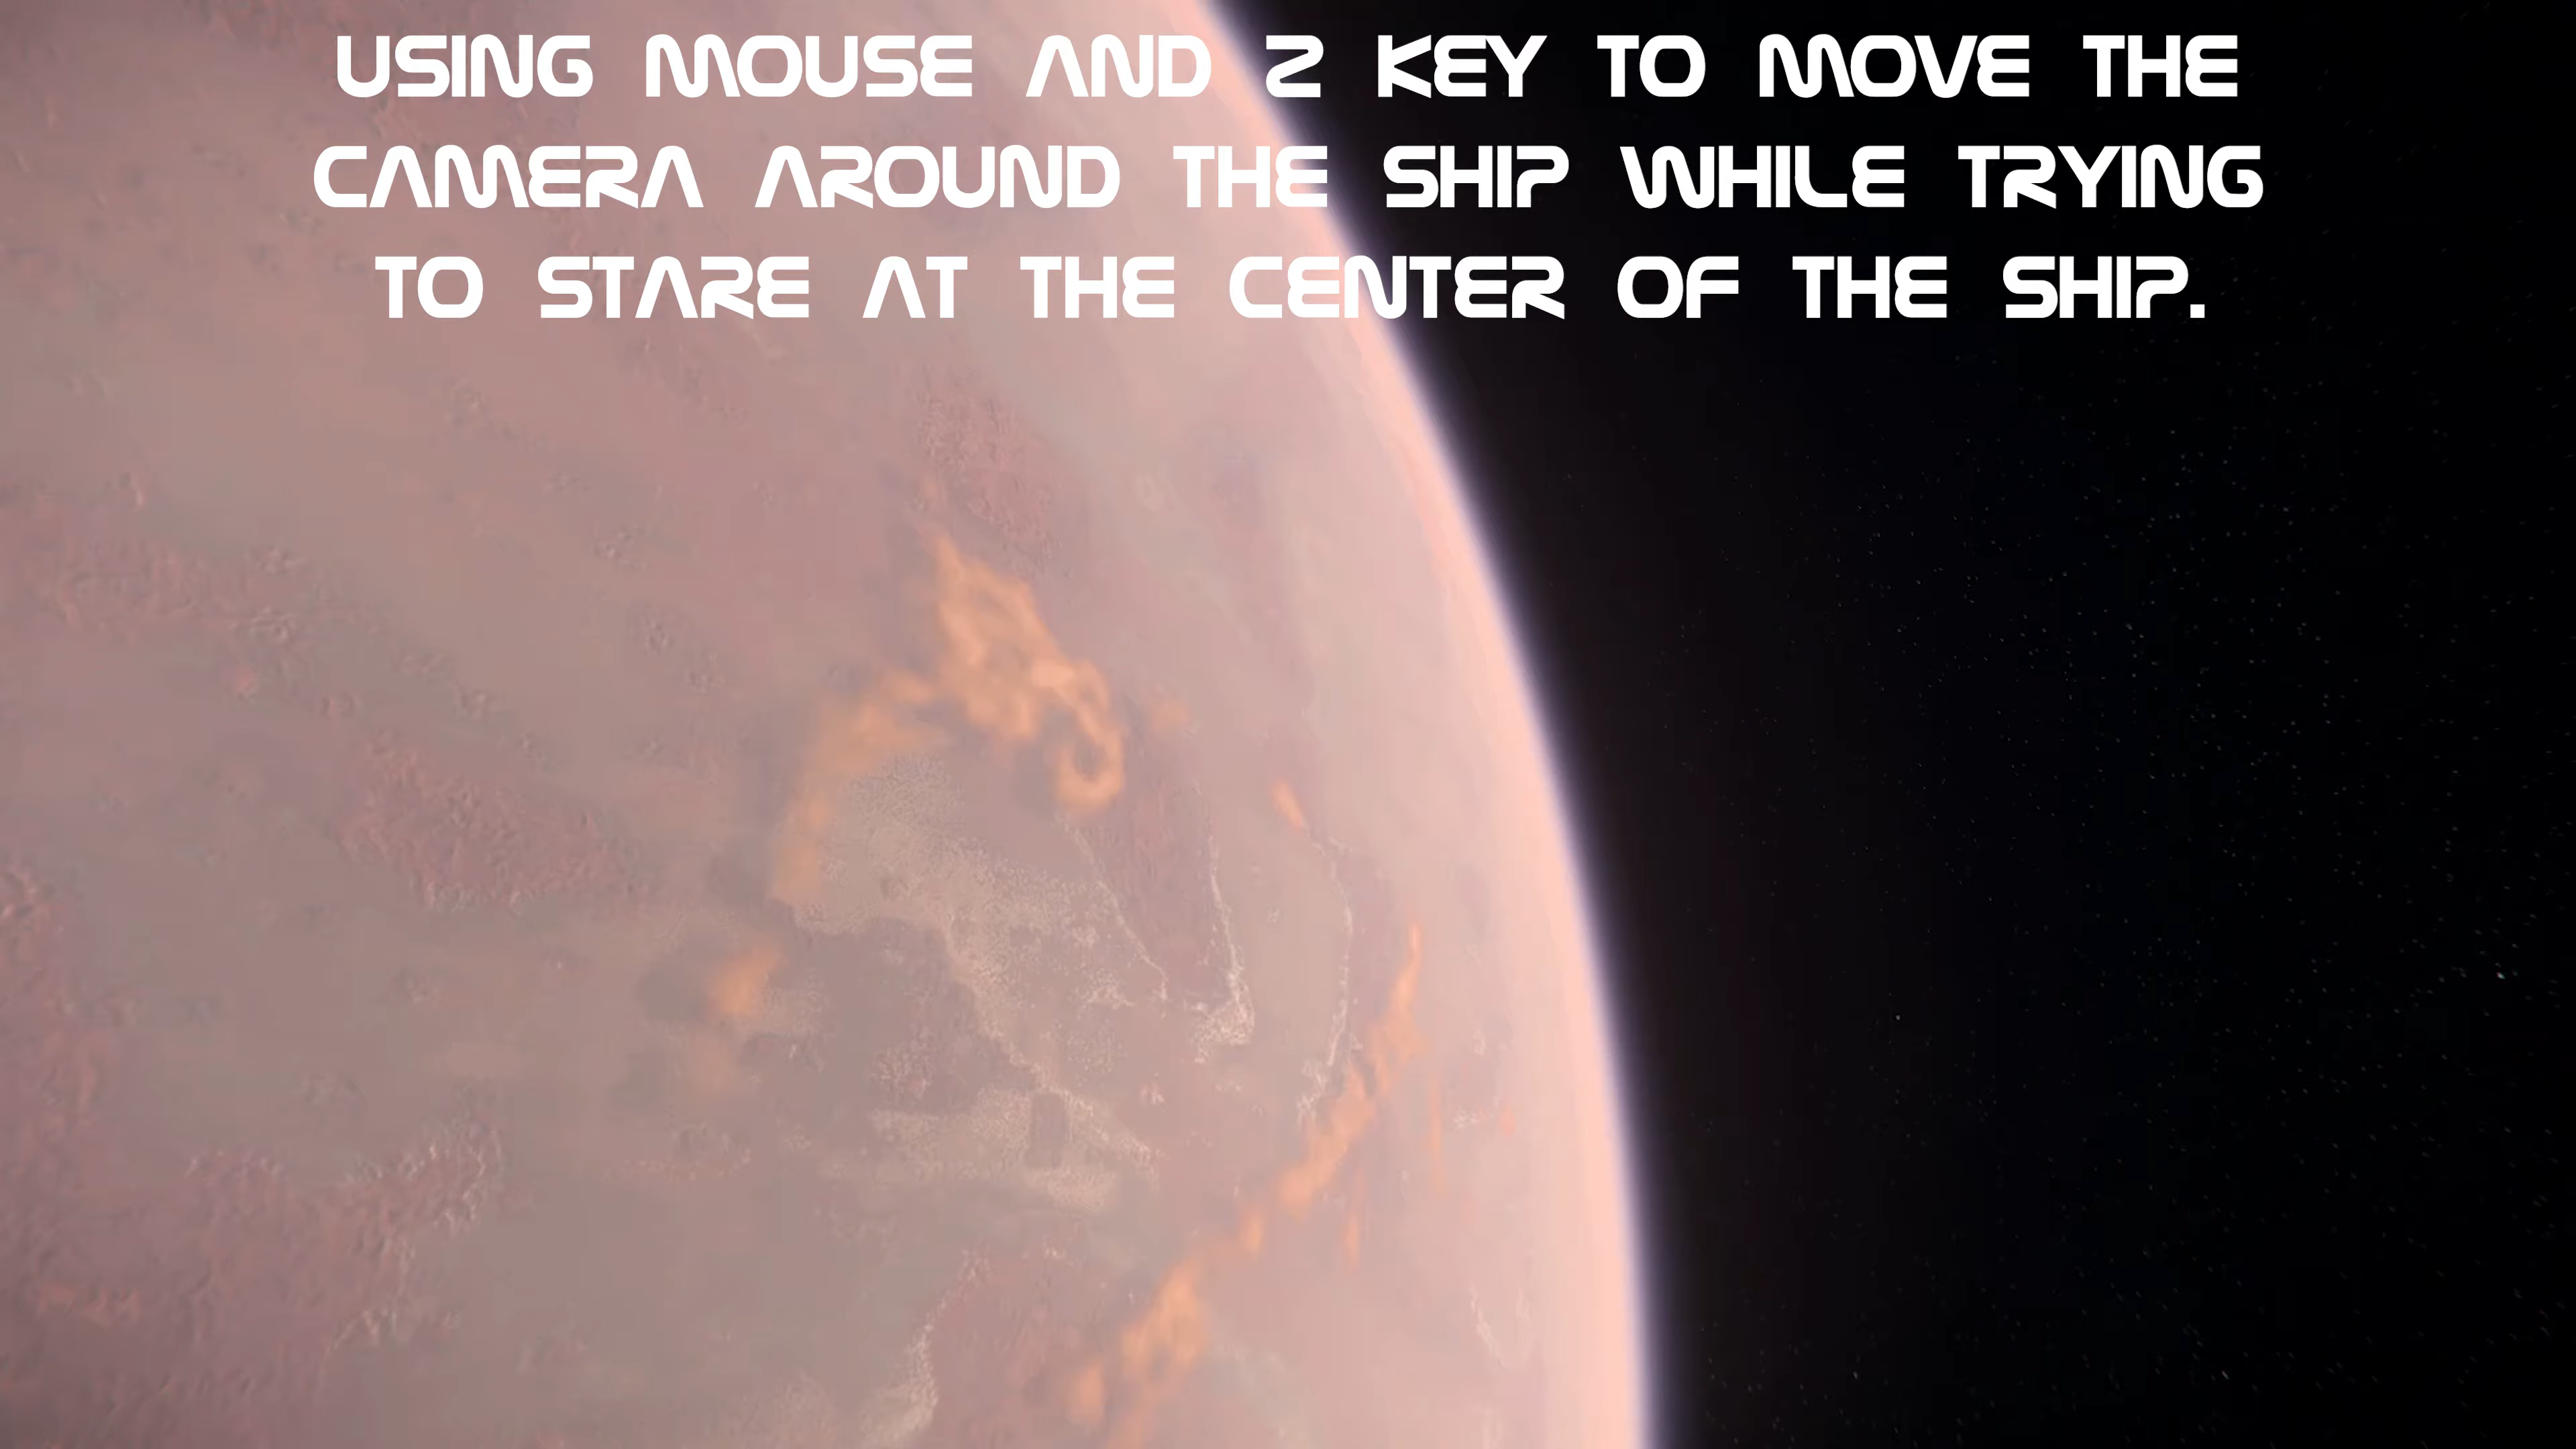 USING MOUSE AND 2 KEY TO MOVE THE
CAMERA AROUND THE SHIP WHILE TRYING
TO STARE AT THE CENTER OF THE SHIP.